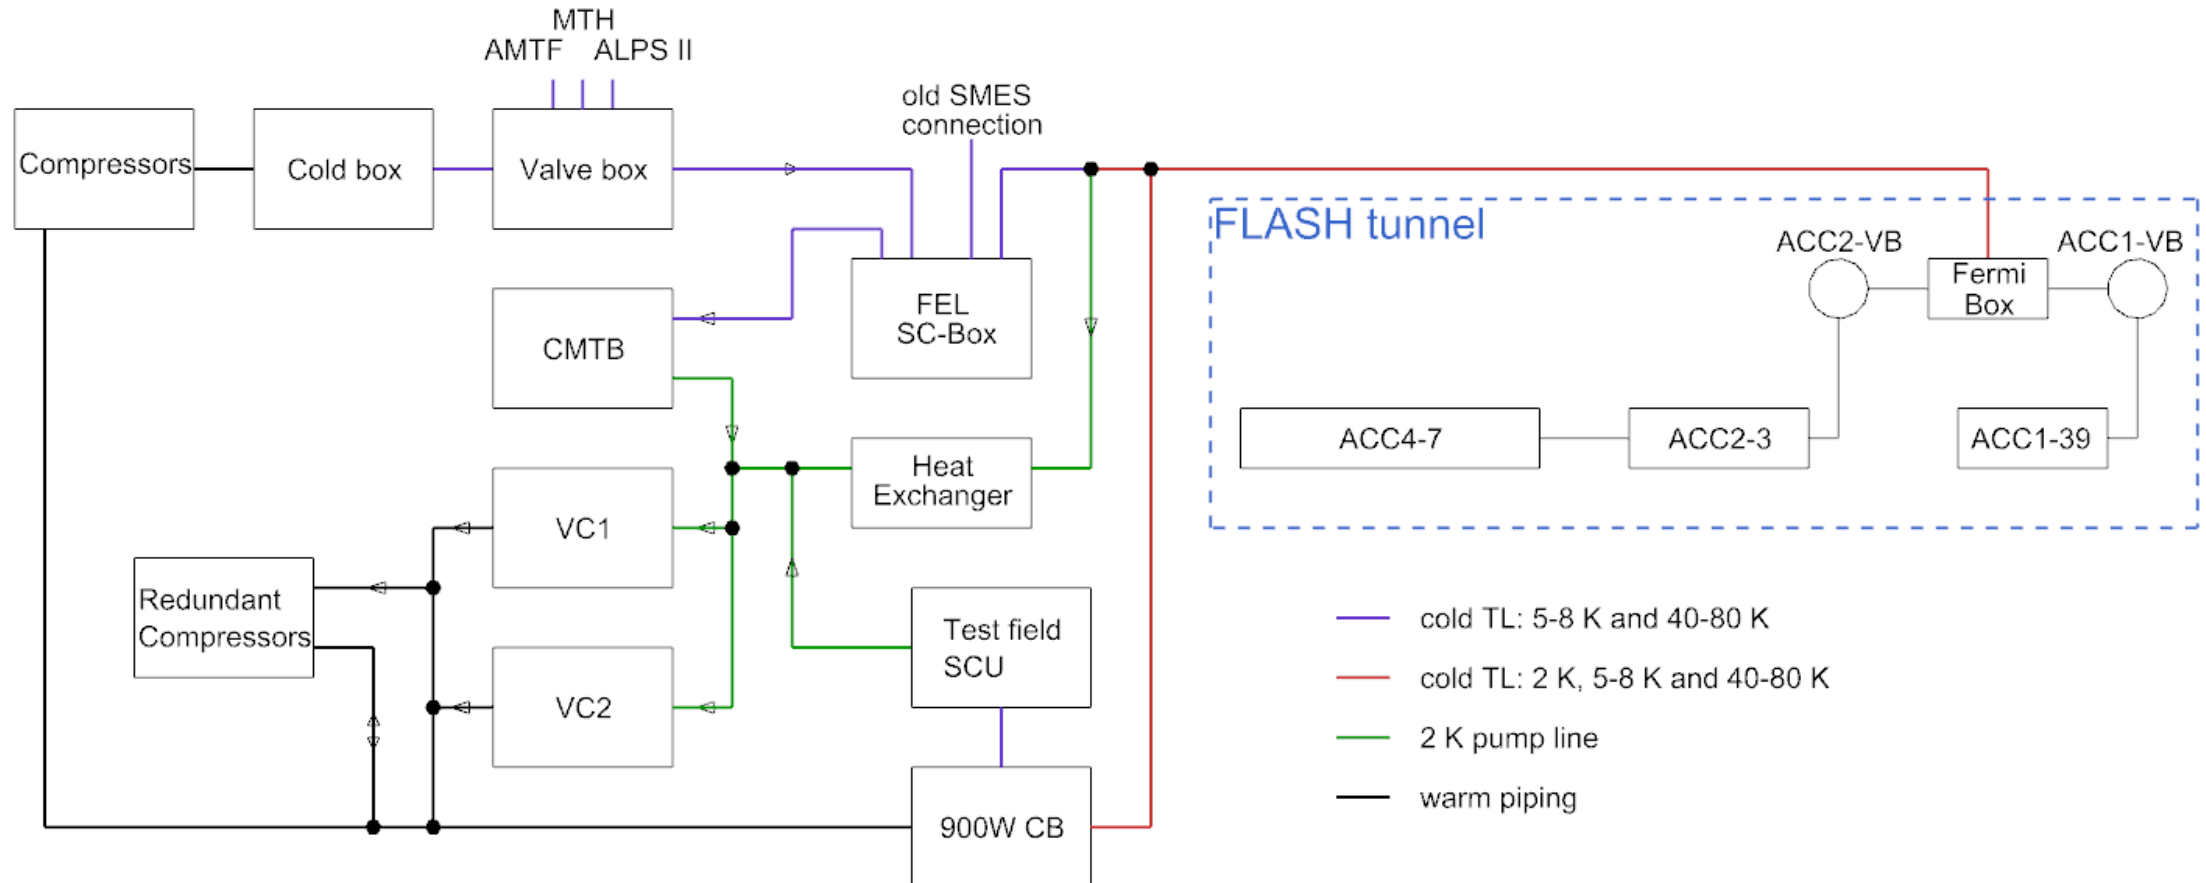 MTH
AMTF ALPS II
old SMES
connection
Compressors
Cold box
Valve box
FLASH tunnel
ACC2-VB
ACC1-VB
Fermi
Box
FEL
SC-Box
CMTB
ACC4-7
ACC2-3
ACC1-39
Heat
Exchanger
VC1
Redundant
Compressors
Test field
SCU
VC2
900W CB
cold TL: 5-8 K and 40-80 K
cold TL: 2 K, 5-8 K and 40-80 K
2 K pump line
warm piping